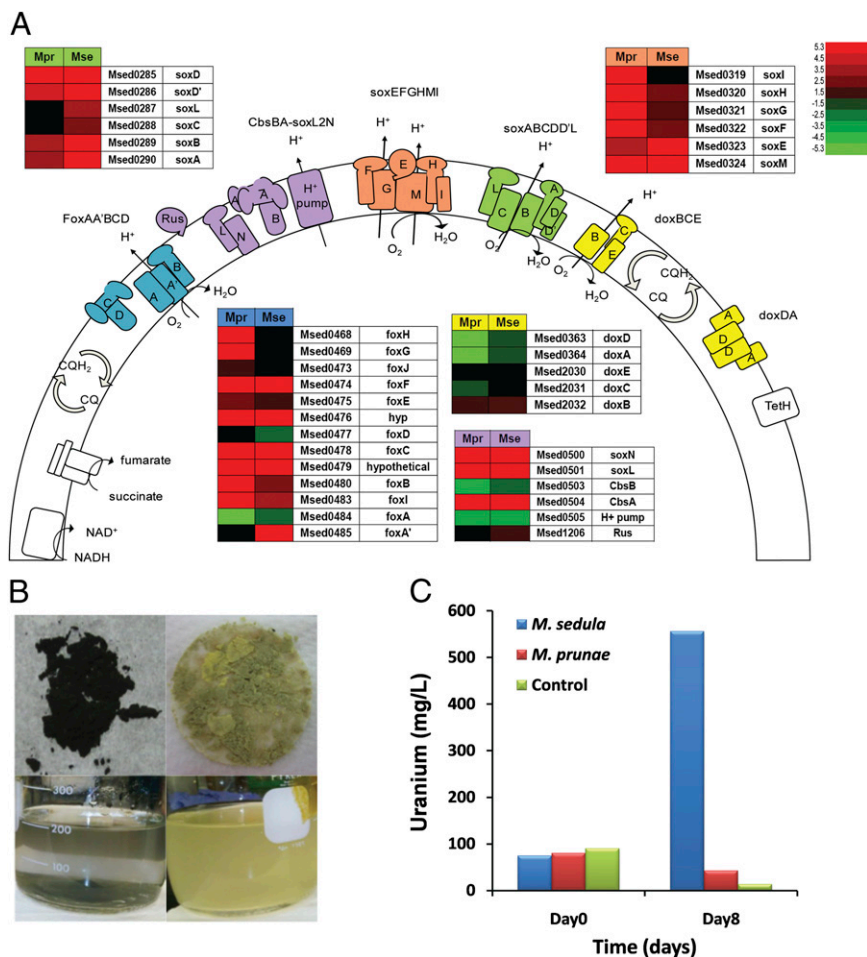 A
Mpr Mse
Msed0285 soxD
Msed0286 soxD'
Msed0287 soxL
Msed0288 soxC
Msed0289 soxB
Msed0290 soxA
Mpr Mse
Msed0319 soxI
Msed0320 soxH
Msed0321 soxG
Msed0322 soxF
Msed0323 soxE
Msed0324 soxM
5.3
4.5
3.5
2.5
1.5
-1.5
-2.5
-3.5
-4.5
-5.3
soxEFGHMI
CbsBA-soxL2N
soxABCDD'L
H+
H+
H+
H+
F
E
H
G
M
I
O2
H2O
H+
pump
A
A
B
L
N
Rus
FoxAA'BCD
H+
B
A'
A
C
D
O2
H2O
L
C
B
A
D
D'
O2
H2O
H+
doxBCE
B
C
E
O2
H2O
CQH2
CQ
doxDA
A
D
D
A
TetH
CQH2
CQ
fumarate
succinate
NAD+
NADH
Mpr Mse
Msed0468 foxH
Msed0469 foxG
Msed0473 foxJ
Msed0474 foxF
Msed0475 foxE
Msed0476 hyp
Msed0477 foxD
Msed0478 foxC
Msed0479 hypothetical
Msed0480 foxB
Msed0483 foxI
Msed0484 foxA
Msed0485 foxA'
Mpr Mse
Msed0363 doxD
Msed0364 doxA
Msed2030 doxE
Msed2031 doxC
Msed2032 doxB
Mpr Mse
Msed0500 soxN
Msed0501 soxL
Msed0503 CbsB
Msed0504 CbsA
Msed0505 H+ pump
Msed1206 Rus
B
300
200
100
C
Uranium (mg/L)
600
500
400
300
200
100
0
M. sedula
M. prunae
Control
Day0 Day8
Time (days)